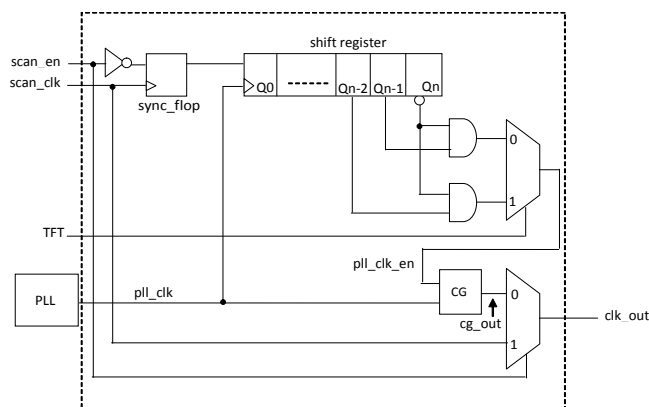 shift register
scan_en
scan_clk
sync_flop
Q0
Qn-2
Qn-1
Qn
0
1
TFT
pll_clk_en
PLL
pll_clk
CG
cg_out
0
1
clk_out